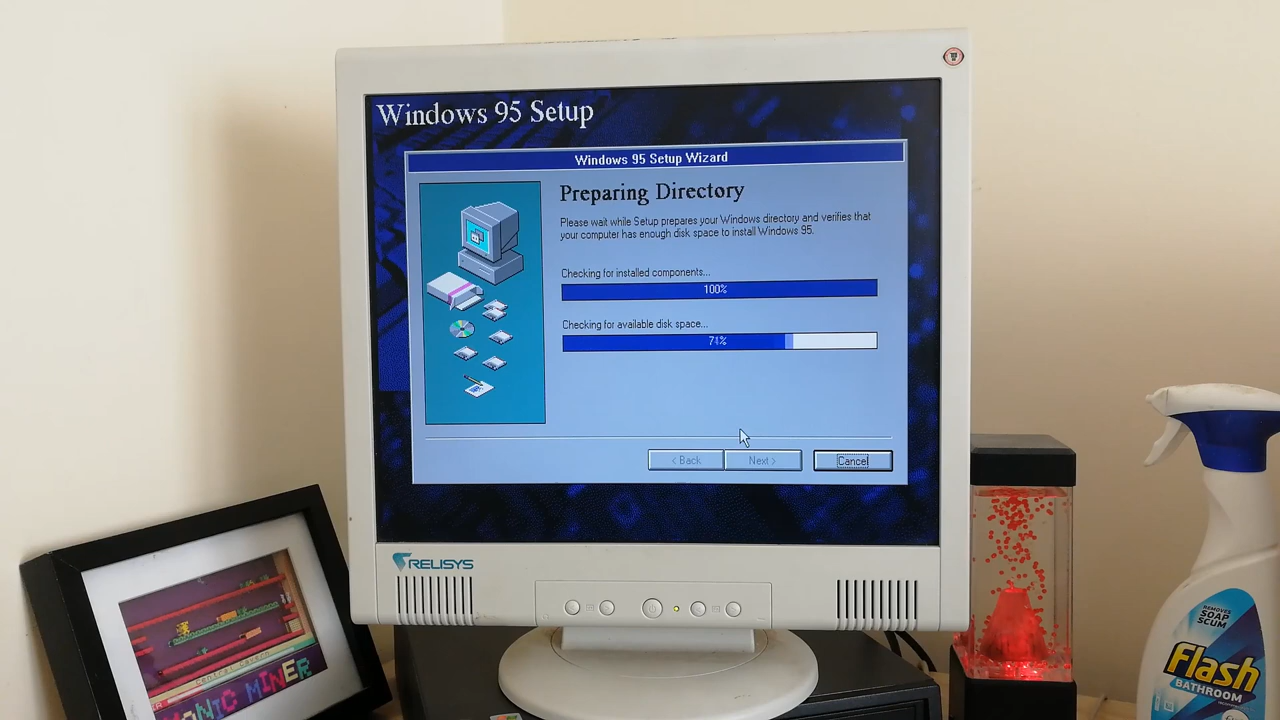 Windows 95 Setup
Windows 95 Setup Wizard
Preparing Directory
Please wait while Setup prepares your Windows directory and verifies that
your computer has enough disk space to install Windows 95.
Checking for installed components...
100%
Checking for available disk space...
71%
< Back
Next >
Cancel
RELISYS
Central Cavern
MANIC MINER
REMOVES
SOAP
SCUM
Flash
BATHROOM